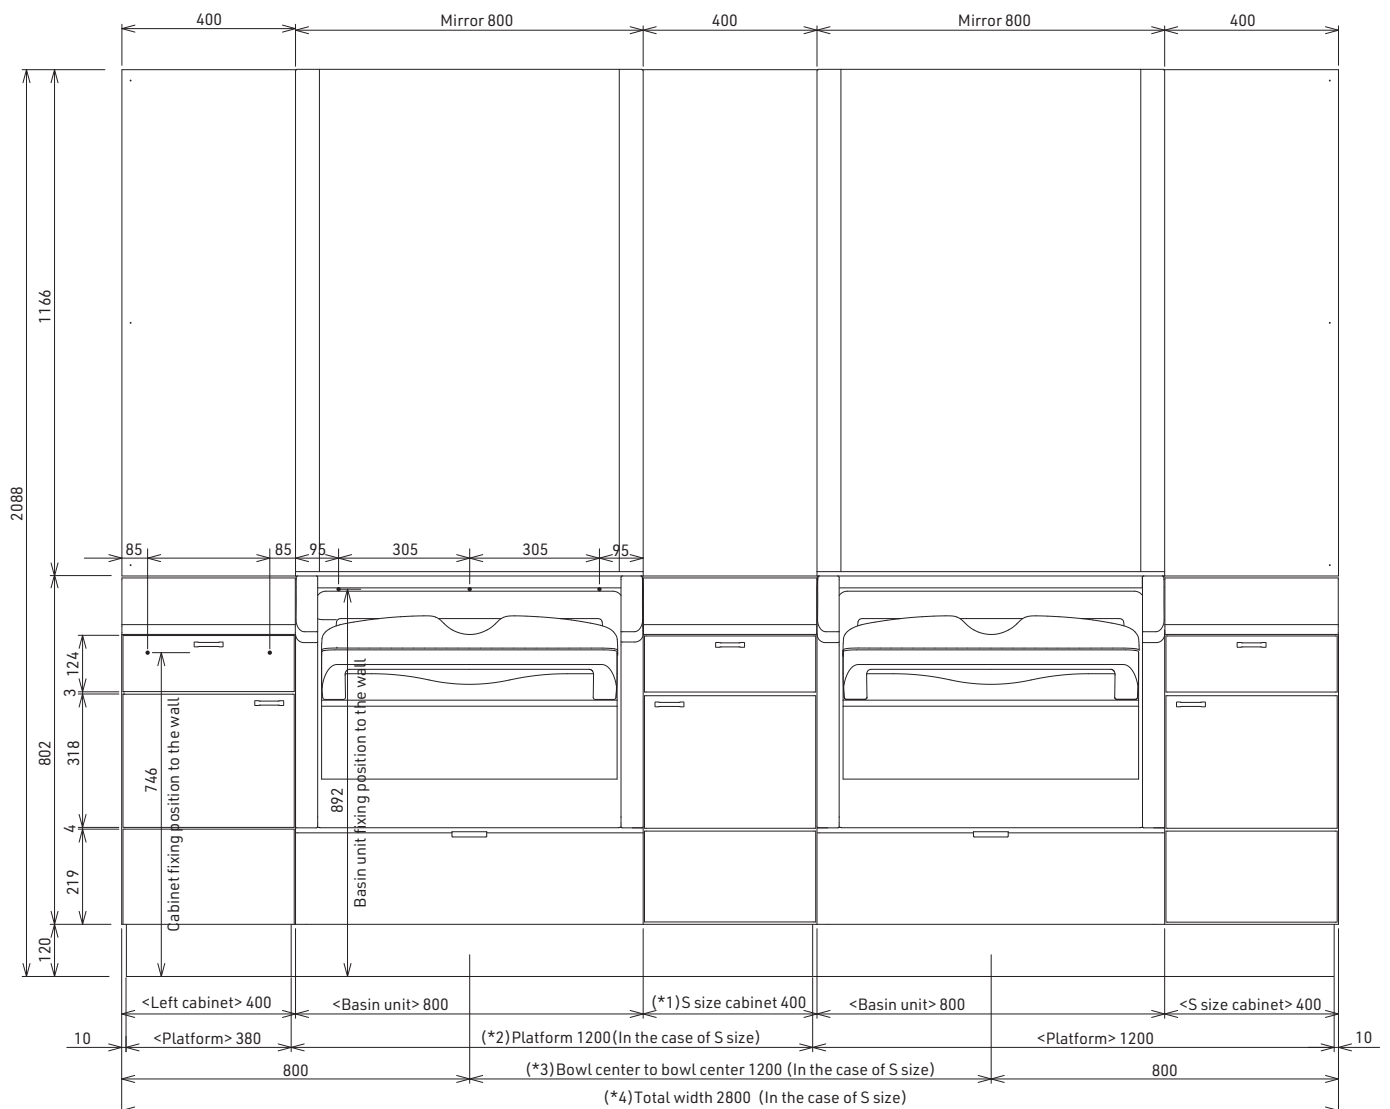 400
Mirror 800
400
Mirror 800
400
2088
1166
85
85
95
305
305
95
802
124
3
318
4
219
120
746
Cabinet fixing position to the wall
892
Basin unit fixing position to the wall
<Left cabinet> 400
<Basin unit> 800
(*1)S size cabinet 400
<Basin unit> 800
<S size cabinet> 400
10
<Platform> 380
(*2)Platform 1200(In the case of S size)
<Platform> 1200
10
800
(*3)Bowl center to bowl center 1200 (In the case of S size)
800
(*4)Total width 2800 (In the case of S size)